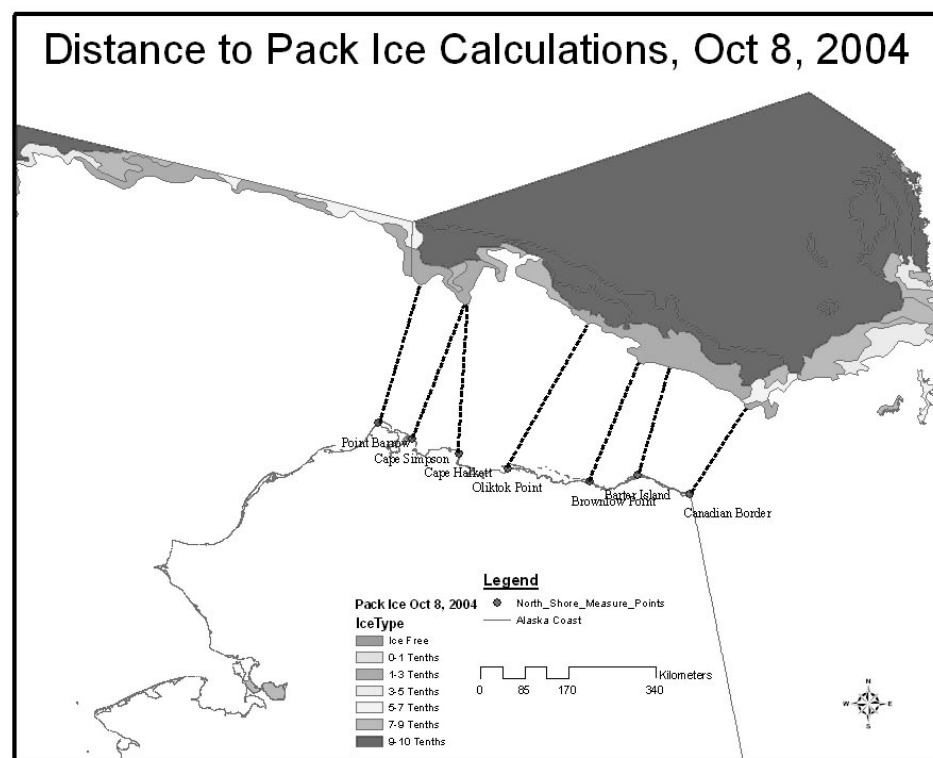 Distance to Pack Ice Calculations, Oct 8, 2004
Point Barrow
Cape Simpson
Cape Halkett
Oliktok Point
Brownlow Point
Barter Island
Canadian Border
Legend
North_Shore_Measure_Points
Alaska Coast
Pack Ice Oct 8, 2004
IceType
Ice Free
0-1 Tenths
1-3 Tenths
3-5 Tenths
5-7 Tenths
7-9 Tenths
9-10 Tenths
Kilometers
0 85 170 340
N
W E
S